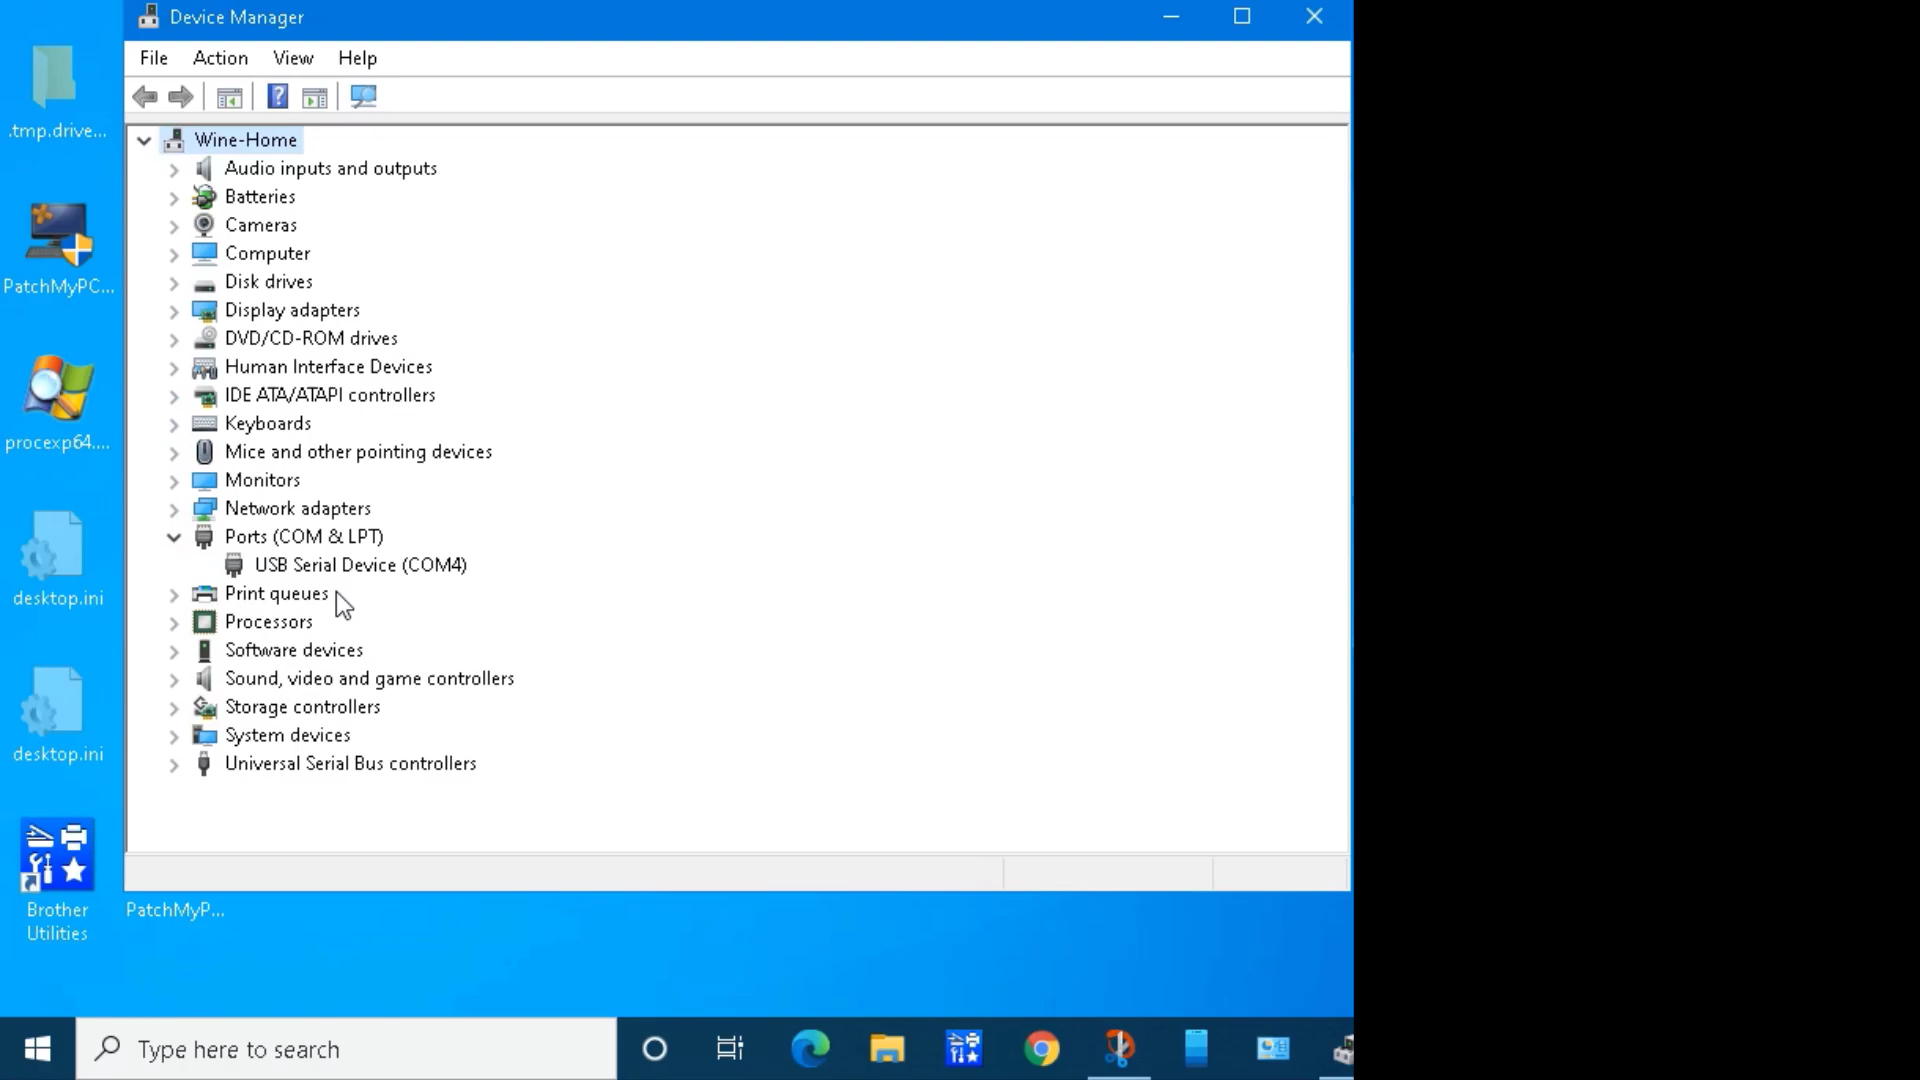 Device Manager
File Action View Help
Wine-Home
Audio inputs and outputs
Batteries
Cameras
Computer
Disk drives
Display adapters
DVD/CD-ROM drives
Human Interface Devices
IDE ATA/ATAPI controllers
Keyboards
Mice and other pointing devices
Monitors
Network adapters
Ports (COM & LPT)
USB Serial Device (COM4)
Print queues
Processors
Software devices
Sound, video and game controllers
Storage controllers
System devices
Universal Serial Bus controllers
.tmp.drive...
PatchMyPC...
procexp64....
desktop.ini
desktop.ini
Brother
Utilities
PatchMyP...
Type here to search